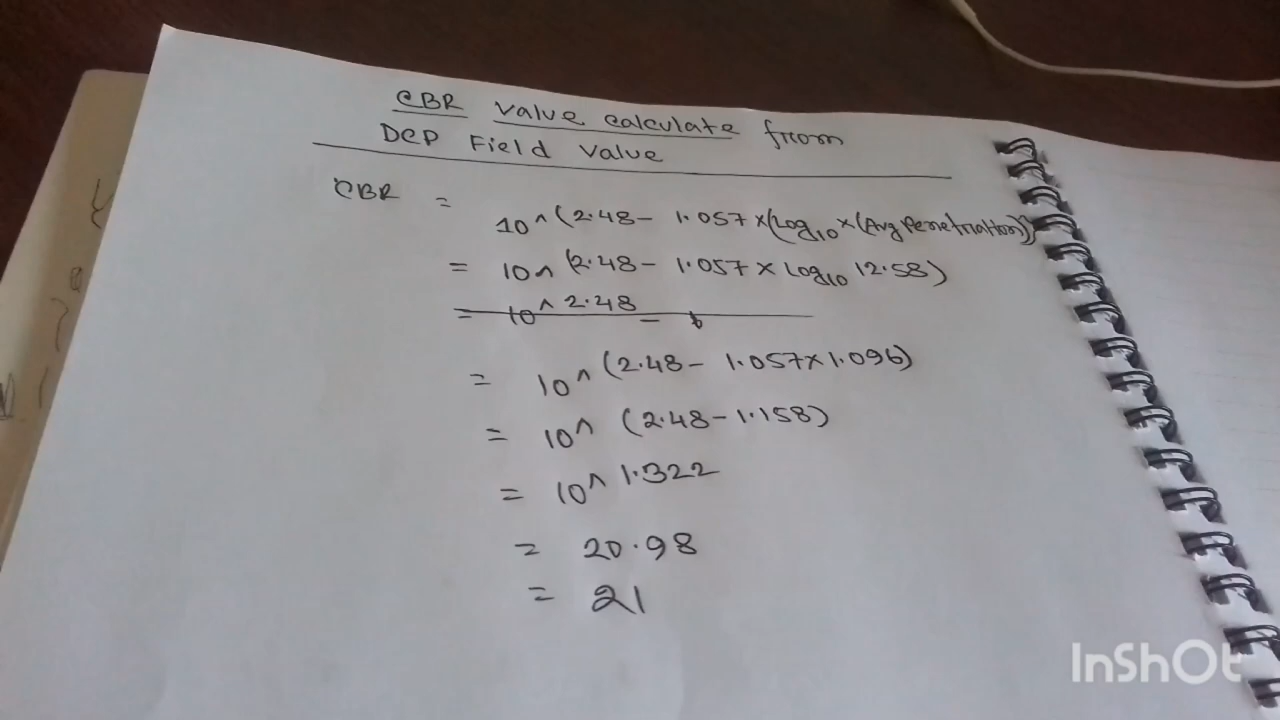 CBR value calculate from
DCP Field Value
CBR = 10^(2.48- 1.057×(Log₁₀×(Avg Penetration))
= 10^(2.48- 1.057×Log₁₀ 12.58)
= 10^2.48 -
= 10^(2.48- 1.057×1.096)
= 10^ (2.48-1.158)
= 10^ 1.322
= 20.98
= 21
InShOt